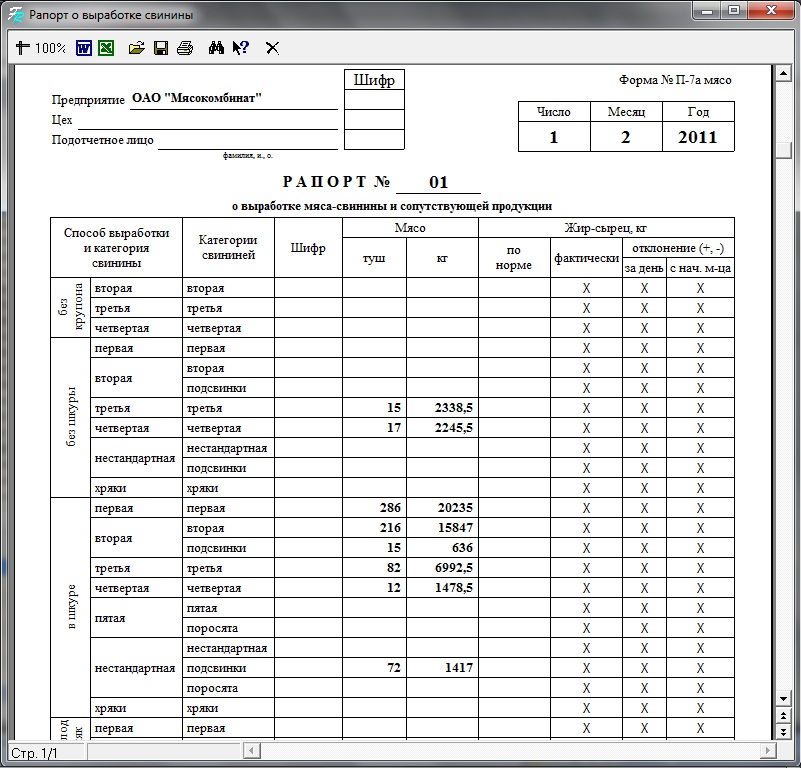 Рапорт о выработке свинины
100%
Шифр
Форма № П-7а мясо
Предприятие ОАО "Мясокомбинат"
Цех
Подотчетное лицо
фамилия, и., о.
Число Месяц Год
1 2 2011
РАПОРТ № 01
о выработке мяса-свинины и сопутствующей продукции
Способ выработки и категория свинины Категории свининей Шифр Мясо Жир-сырец, кг
туш кг по норме фактически отклонение (+, -)
за день с нач. м-ца
без крупона
вторая вторая X X X
третья третья X X X
четвертая четвертая X X X
без шкуры
первая первая X X X
вторая вторая X X X
подсвинки X X X
третья третья 15 2338,5 X X X
четвертая четвертая 17 2245,5 X X X
нестандартная нестандартная X X X
подсвинки X X X
хряки хряки X X X
в шкуре
первая первая 286 20235 X X X
вторая вторая 216 15847 X X X
подсвинки 15 636 X X X
третья третья 82 6992,5 X X X
четвертая четвертая 12 1478,5 X X X
пятая пятая X X X
поросята X X X
нестандартная нестандартная X X X
подсвинки 72 1417 X X X
поросята X X X
хряки хряки X X X
первая первая X X X
Стр. 1/1